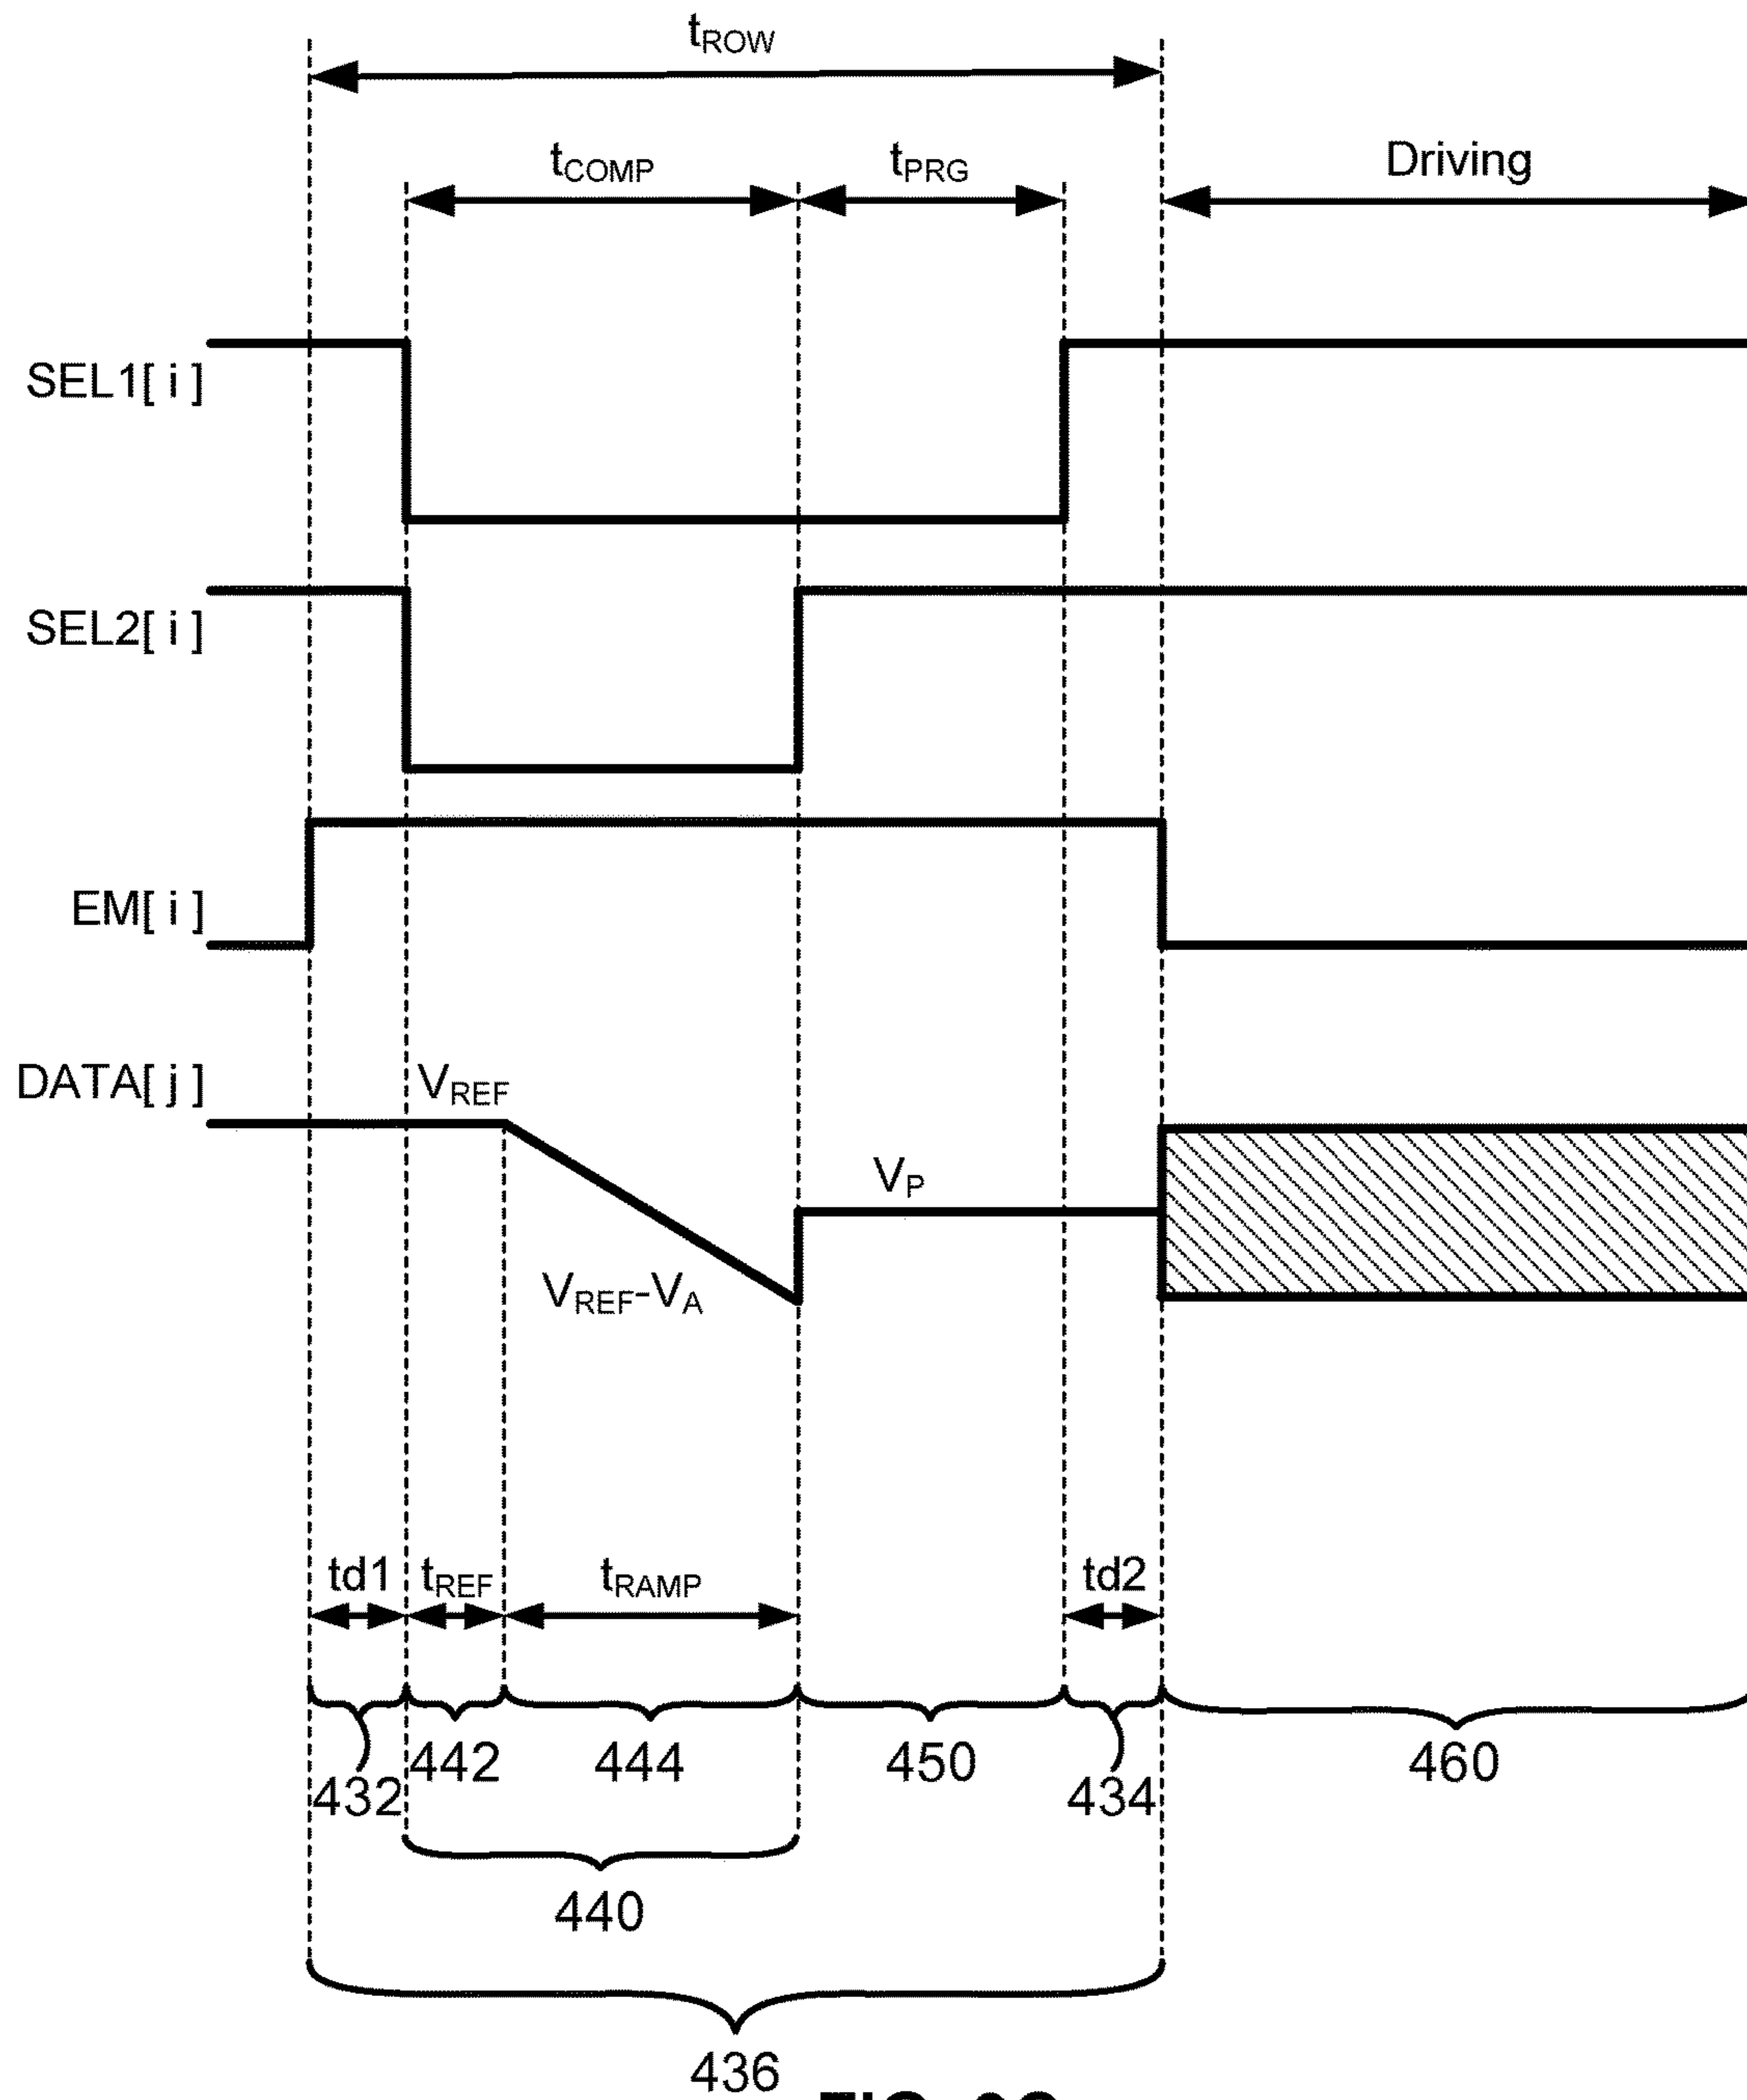 tROW
tCOMP tPRG Driving
SEL1[ i ]
SEL2[ i ]
EM[ i ]
DATA[ j ] VREF
VP
VREF-VA
td1 tREF tRAMP td2
442 444 450 460
432 434
440
436